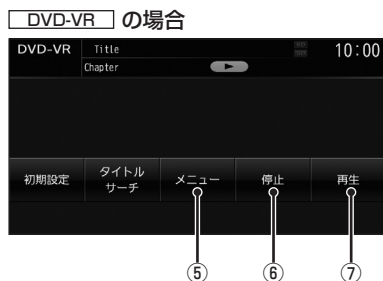 DVD-VR の場合
DVD-VR Title 10:00
Chapter
初期設定 タイトルサーチ メニュー 停止 再生
⑤ ⑥ ⑦